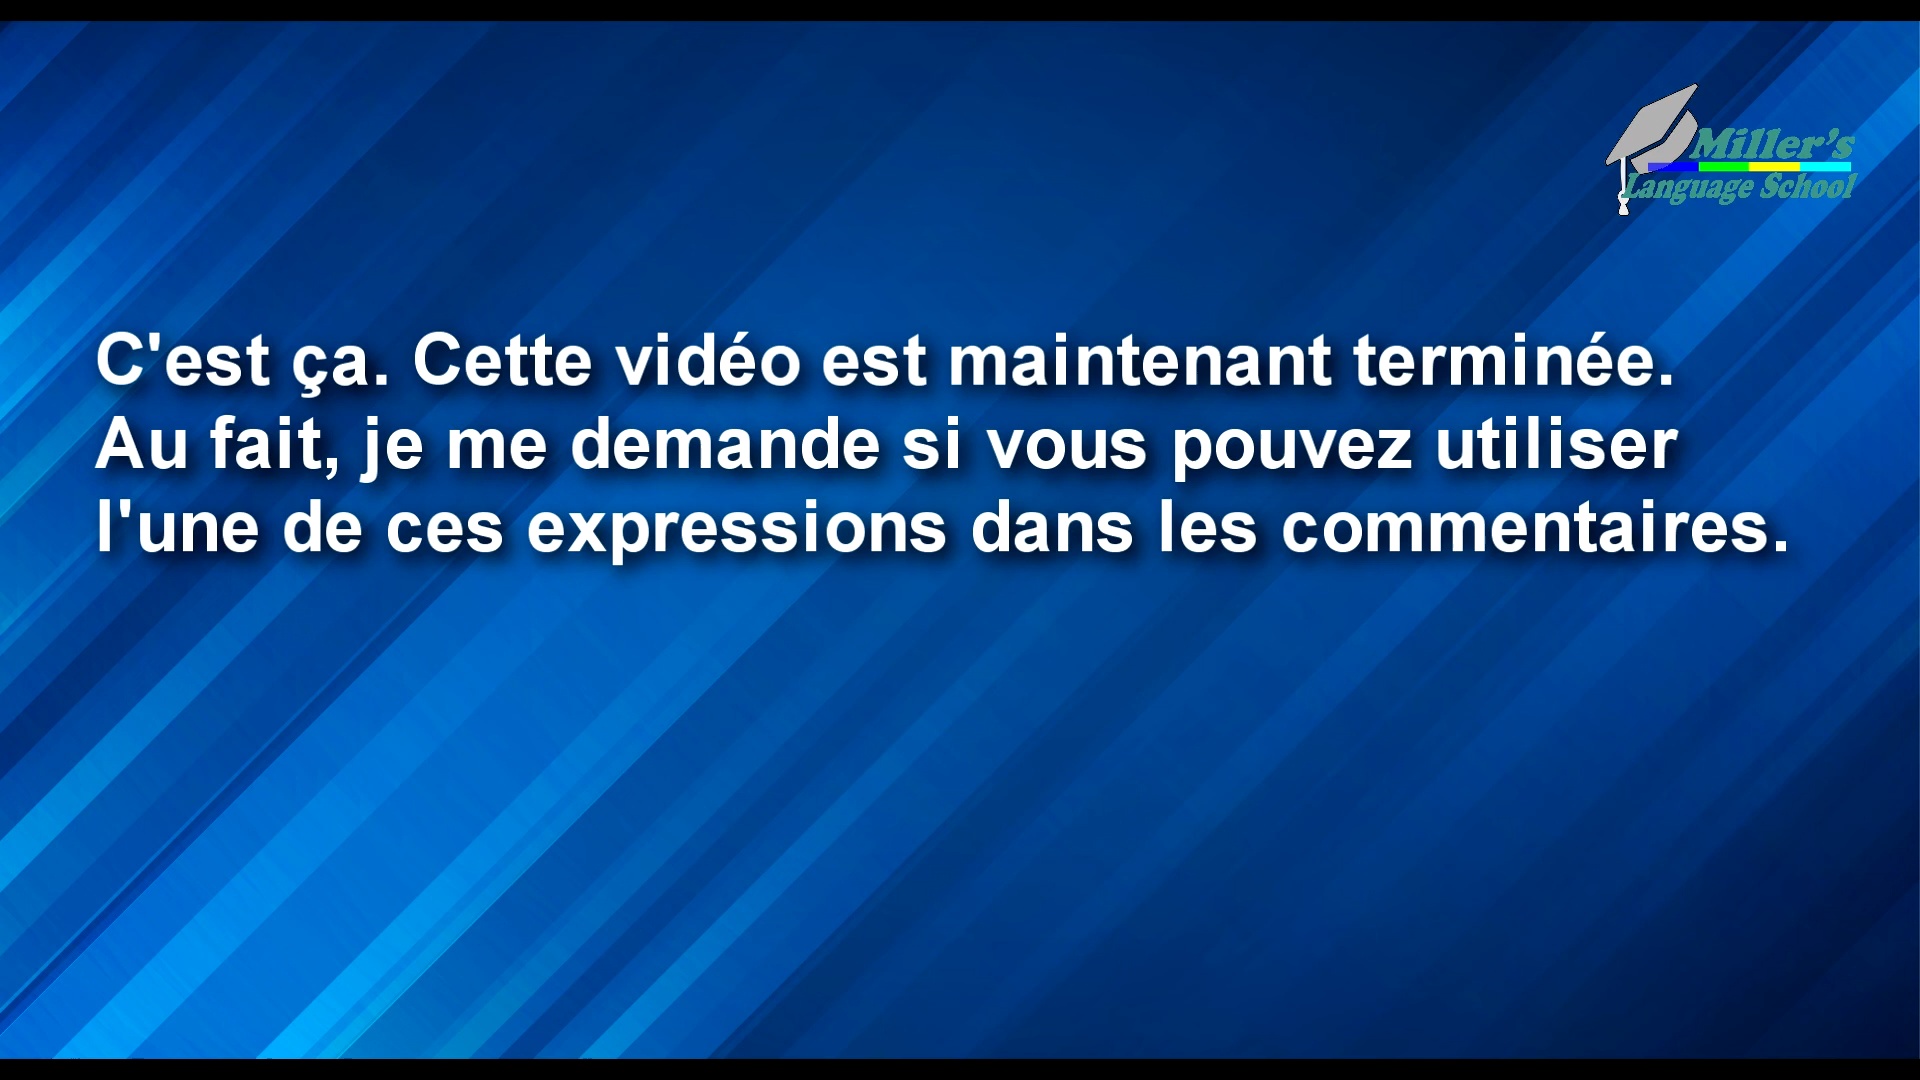 Miller's
Language School
C'est ça. Cette vidéo est maintenant terminée.
Au fait, je me demande si vous pouvez utiliser
l'une de ces expressions dans les commentaires.